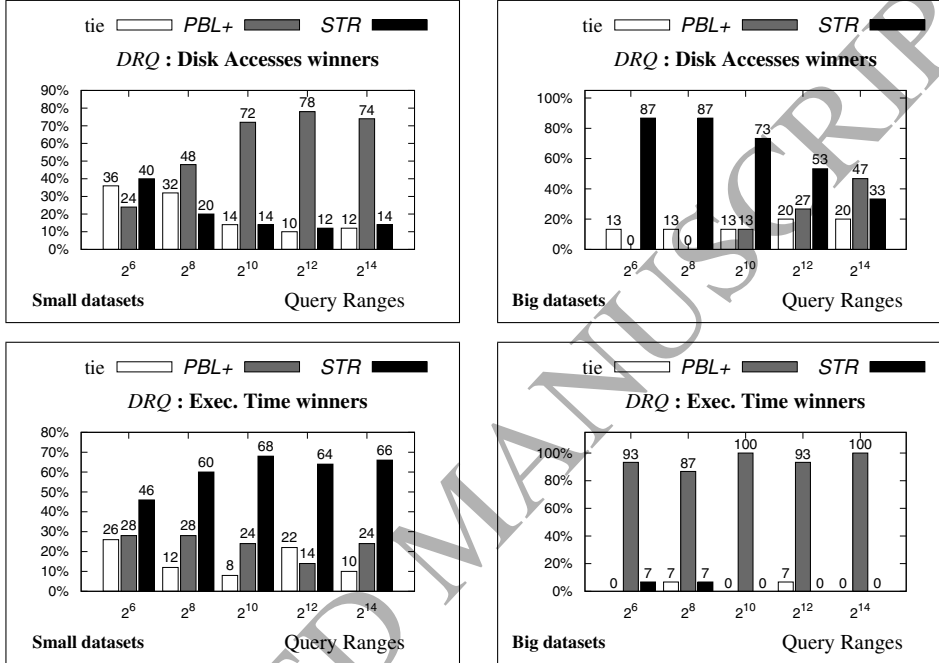 tie PBL+ STR
DRQ : Disk Accesses winners
90%
80%
70%
60%
50%
40%
30%
20%
10%
0%
36 24 40
32 48 20
14 72 14
10 78 12
12 74 14
2^6 2^8 2^10 2^12 2^14
Small datasets Query Ranges
tie PBL+ STR
DRQ : Disk Accesses winners
100%
80%
60%
40%
20%
0%
13 0 87
13 0 87
13 13 73
20 27 53
20 47 33
2^6 2^8 2^10 2^12 2^14
Big datasets Query Ranges
tie PBL+ STR
DRQ : Exec. Time winners
80%
70%
60%
50%
40%
30%
20%
10%
0%
26 28 46
12 28 60
8 24 68
22 14 64
10 24 66
2^6 2^8 2^10 2^12 2^14
Small datasets Query Ranges
tie PBL+ STR
DRQ : Exec. Time winners
100%
80%
60%
40%
20%
0%
0 93 7
7 87 7
0 100 0
7 93 0
0 100 0
2^6 2^8 2^10 2^12 2^14
Big datasets Query Ranges
ED MANUSCRIP